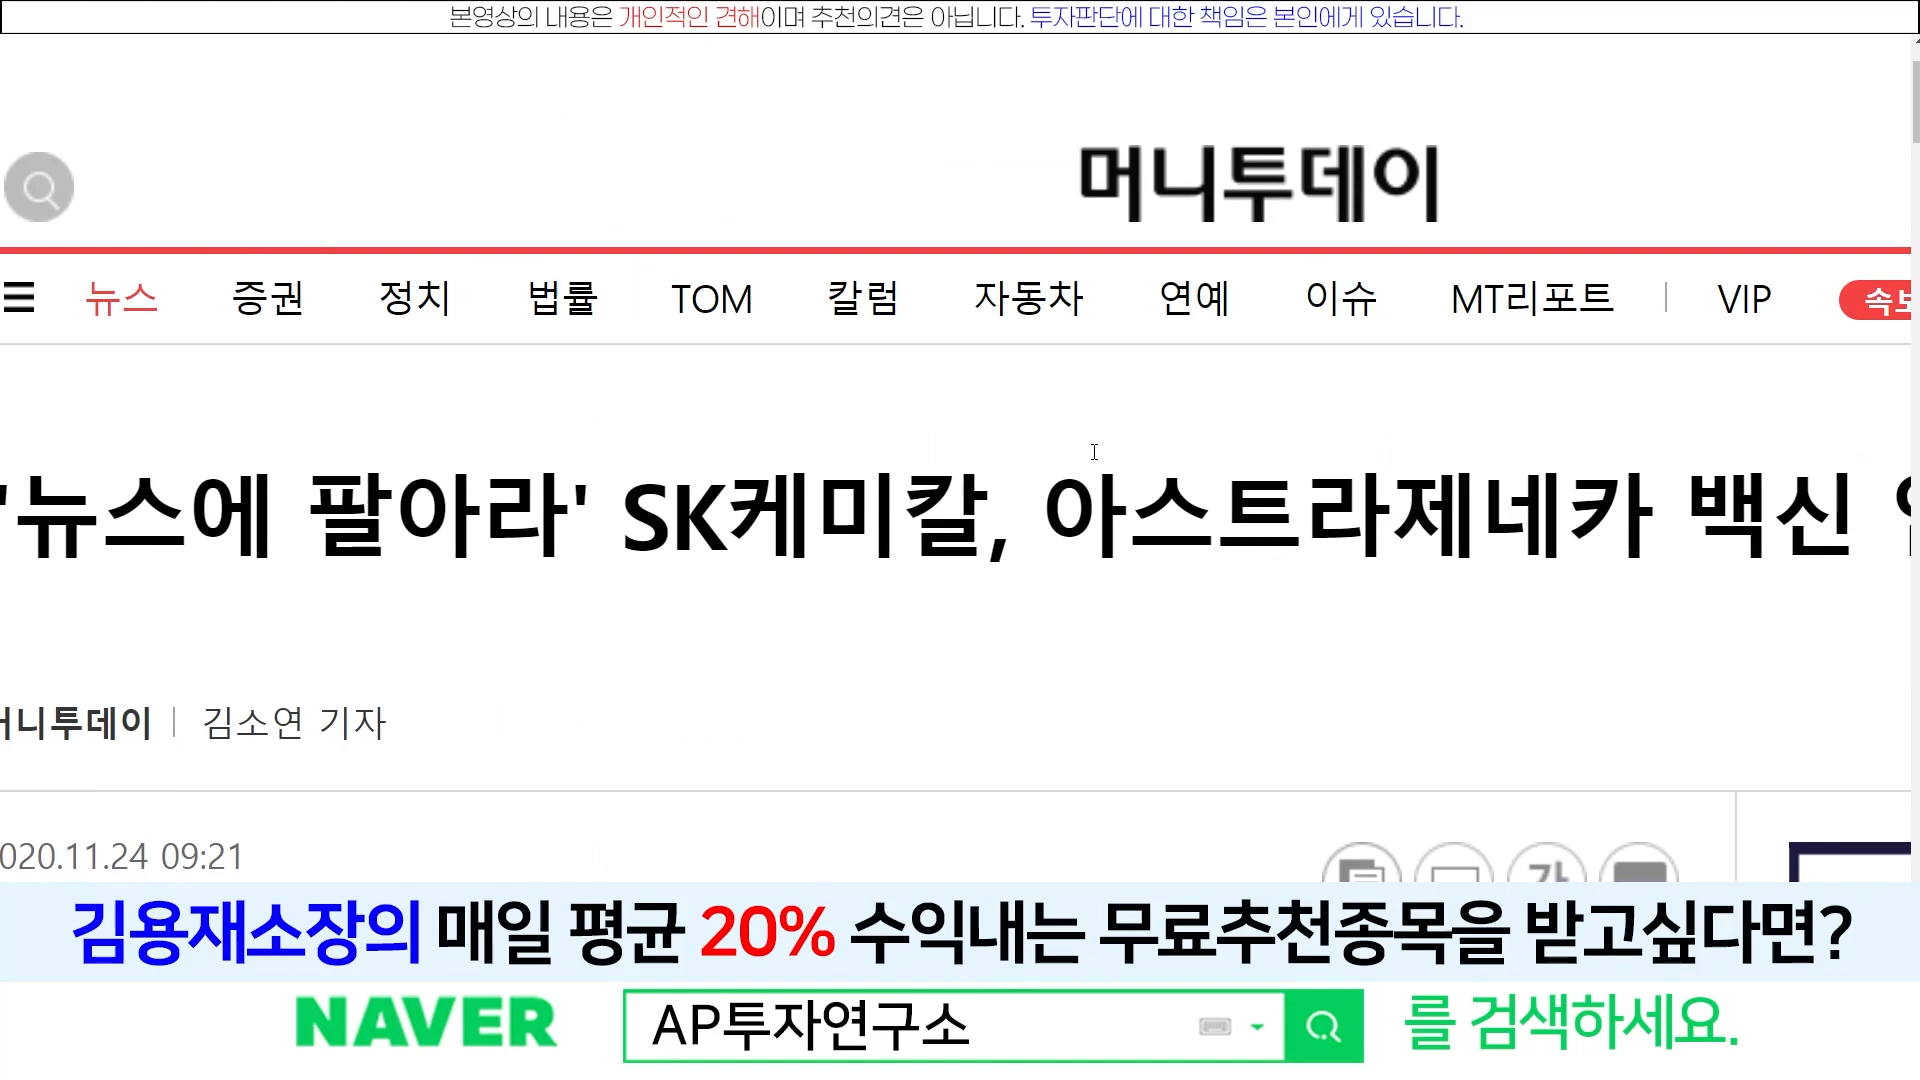 본영상의 내용은 개인적인 견해이며 추천의견은 아닙니다. 투자판단에 대한 책임은 본인에게 있습니다.
머니투데이
뉴스 증권 정치 법률 TOM 칼럼 자동차 연예 이슈 MT리포트 | VIP 속보
'뉴스에 팔아라' SK케미칼, 아스트라제네카 백신
머니투데이 | 김소연 기자
020.11.24 09:21
가
김용재소장의 매일 평균 20% 수익내는 무료추천종목을 받고싶다면?
NAVER AP투자연구소 를 검색하세요.